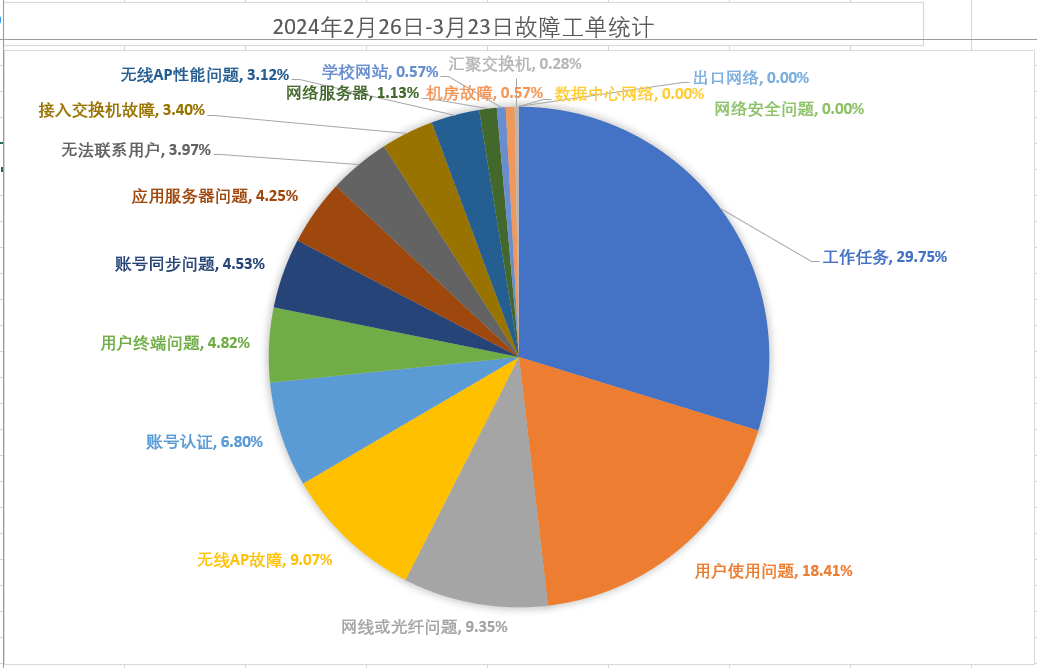 2024年2月26日-3月23日故障工单统计
汇聚交换机, 0.28%
学校网站, 0.57%
无线AP性能问题, 3.12%
出口网络, 0.00%
网络服务器, 1.13%
机房故障, 0.57%
数据中心网络, 0.00%
接入交换机故障, 3.40%
网络安全问题, 0.00%
无法联系用户, 3.97%
应用服务器问题, 4.25%
工作任务, 29.75%
账号同步问题, 4.53%
用户终端问题, 4.82%
账号认证, 6.80%
无线AP故障, 9.07%
用户使用问题, 18.41%
网线或光纤问题, 9.35%